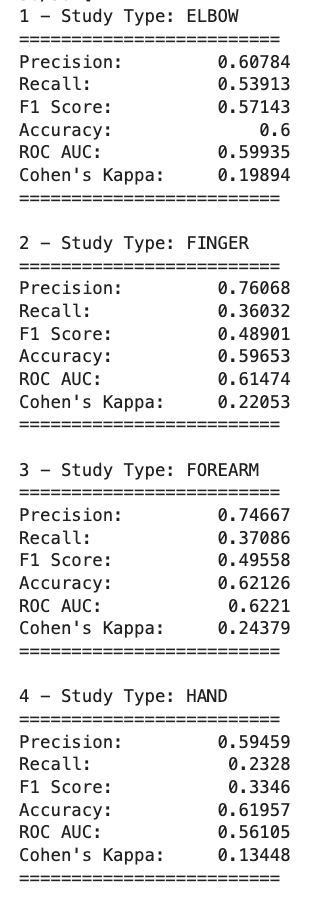 1 - Study Type: ELBOW
=========================
Precision: 0.60784
Recall: 0.53913
F1 Score: 0.57143
Accuracy: 0.6
ROC AUC: 0.59935
Cohen's Kappa: 0.19894
=========================
2 - Study Type: FINGER
=========================
Precision: 0.76068
Recall: 0.36032
F1 Score: 0.48901
Accuracy: 0.59653
ROC AUC: 0.61474
Cohen's Kappa: 0.22053
=========================
3 - Study Type: FOREARM
=========================
Precision: 0.74667
Recall: 0.37086
F1 Score: 0.49558
Accuracy: 0.62126
ROC AUC: 0.6221
Cohen's Kappa: 0.24379
=========================
4 - Study Type: HAND
=========================
Precision: 0.59459
Recall: 0.2328
F1 Score: 0.3346
Accuracy: 0.61957
ROC AUC: 0.56105
Cohen's Kappa: 0.13448
=========================